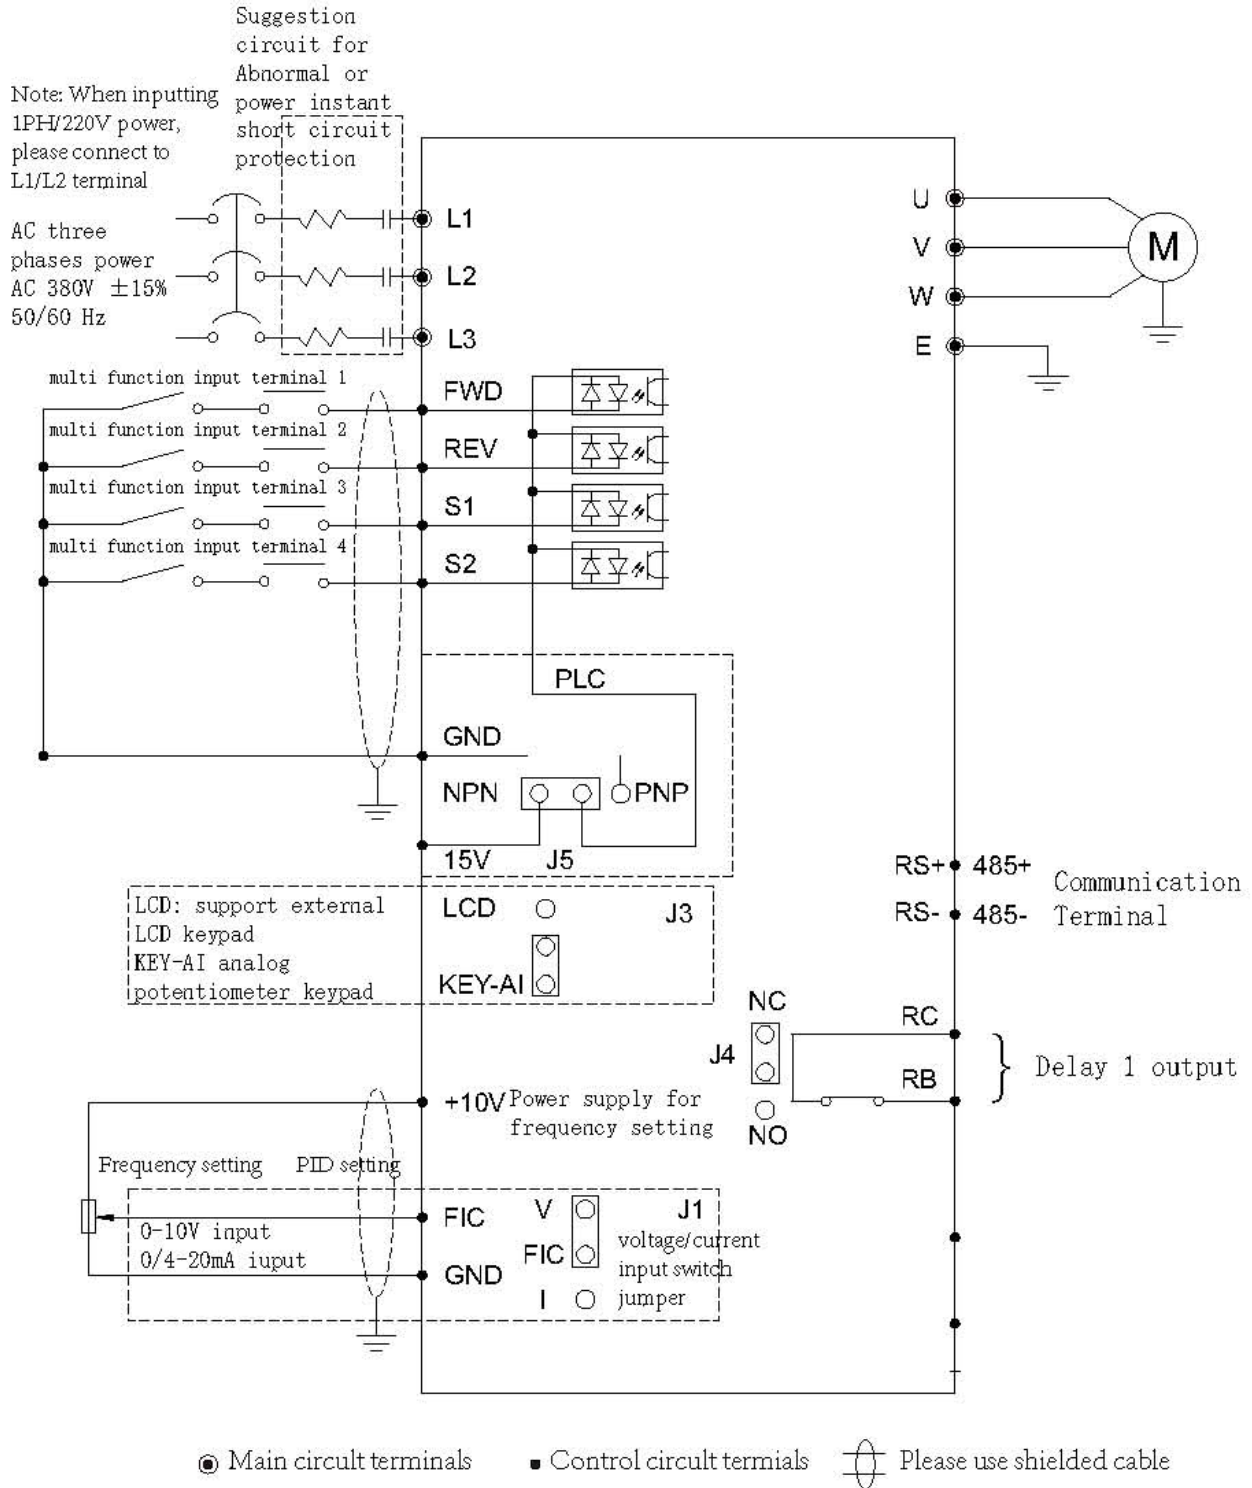 Suggestion
circuit for
Abnormal or
power instant
short circuit
protection
Note: When inputting
1PH/220V power,
please connect to
L1/L2 terminal
AC three
phases power
AC 380V ±15%
50/60 Hz
L1
L2
L3
U
V
W
E
M
multi function input terminal 1
FWD
multi function input terminal 2
REV
multi function input terminal 3
S1
multi function input terminal 4
S2
PLC
GND
NPN
PNP
15V
J5
RS+ 485+
RS- 485-
Communication
Terminal
LCD: support external
LCD keypad
KEY-AI analog
potentiometer keypad
LCD
J3
KEY-AI
NC
J4
NO
RC
RB
Delay 1 output
+10V
Power supply for
frequency setting
Frequency setting
PID setting
0-10V input
0/4-20mA iuput
FIC
GND
V
FIC
I
J1
voltage/current
input switch
jumper
Main circult terminals
Control circult termials
Please use shielded cable